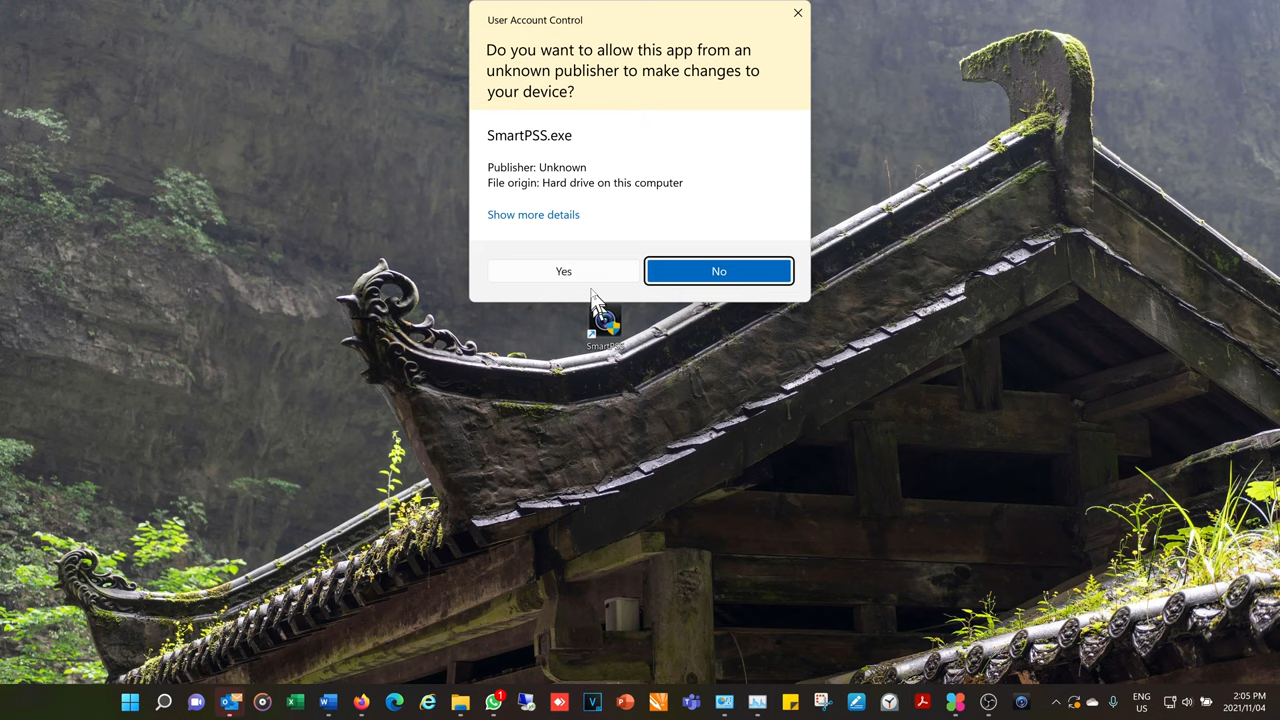 User Account Control
Do you want to allow this app from an
unknown publisher to make changes to
your device?
SmartPSS.exe
Publisher: Unknown
File origin: Hard drive on this computer
Show more details
Yes
No
SmartPSS
1
ENG
US
2:05 PM
2021/11/04